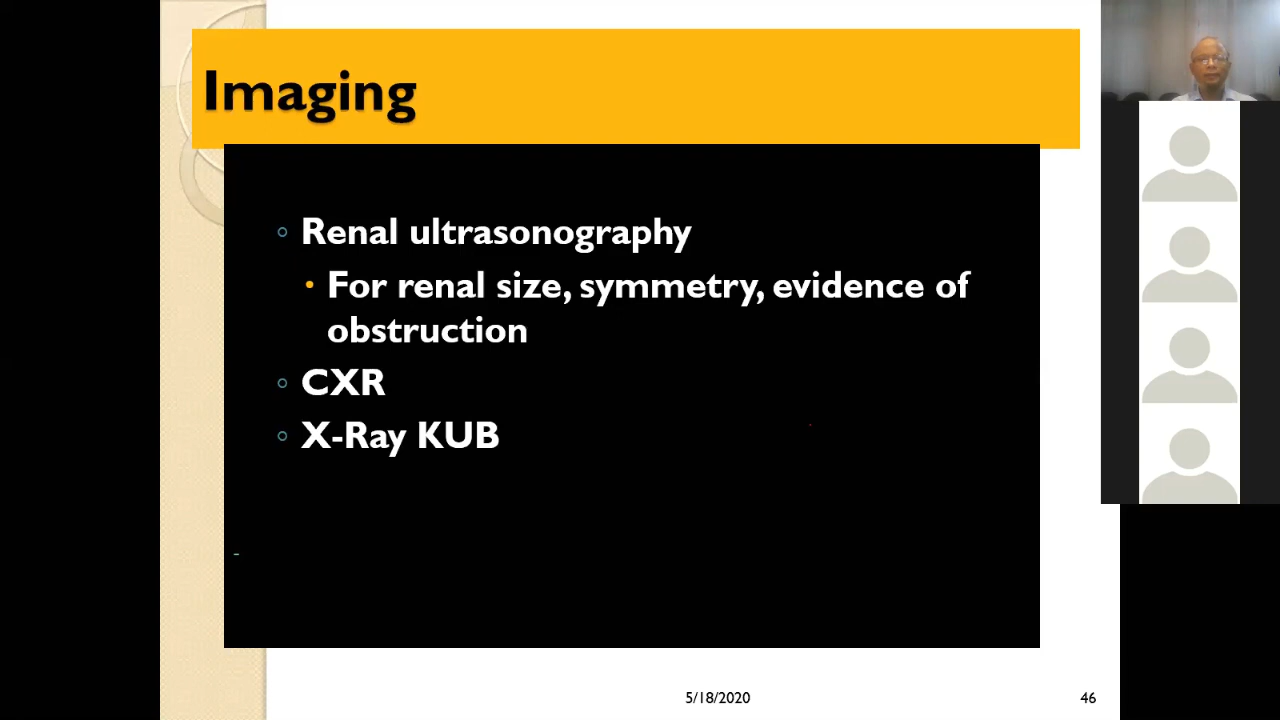 Imaging
Renal ultrasonography
For renal size, symmetry, evidence of
obstruction
CXR
X-Ray KUB
-
5/18/2020
46